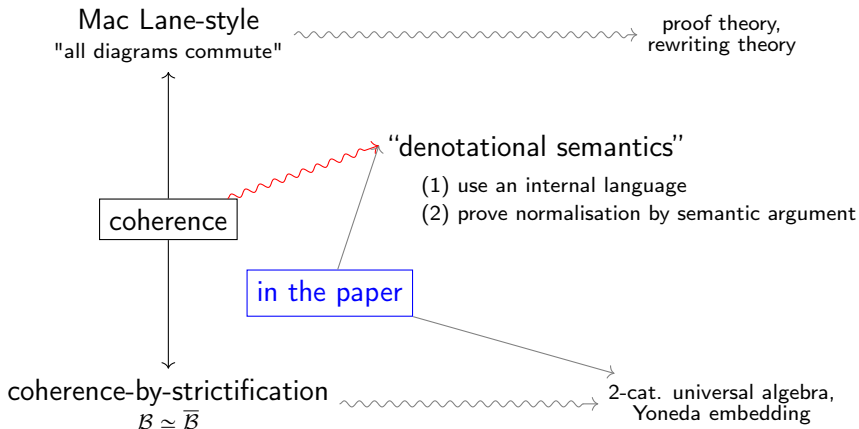 Mac Lane-style
"all diagrams commute"
proof theory,
rewriting theory
“denotational semantics”
(1) use an internal language
(2) prove normalisation by semantic argument
coherence
in the paper
coherence-by-strictification
ℬ ≃ ℬ̅
2-cat. universal algebra,
Yoneda embedding